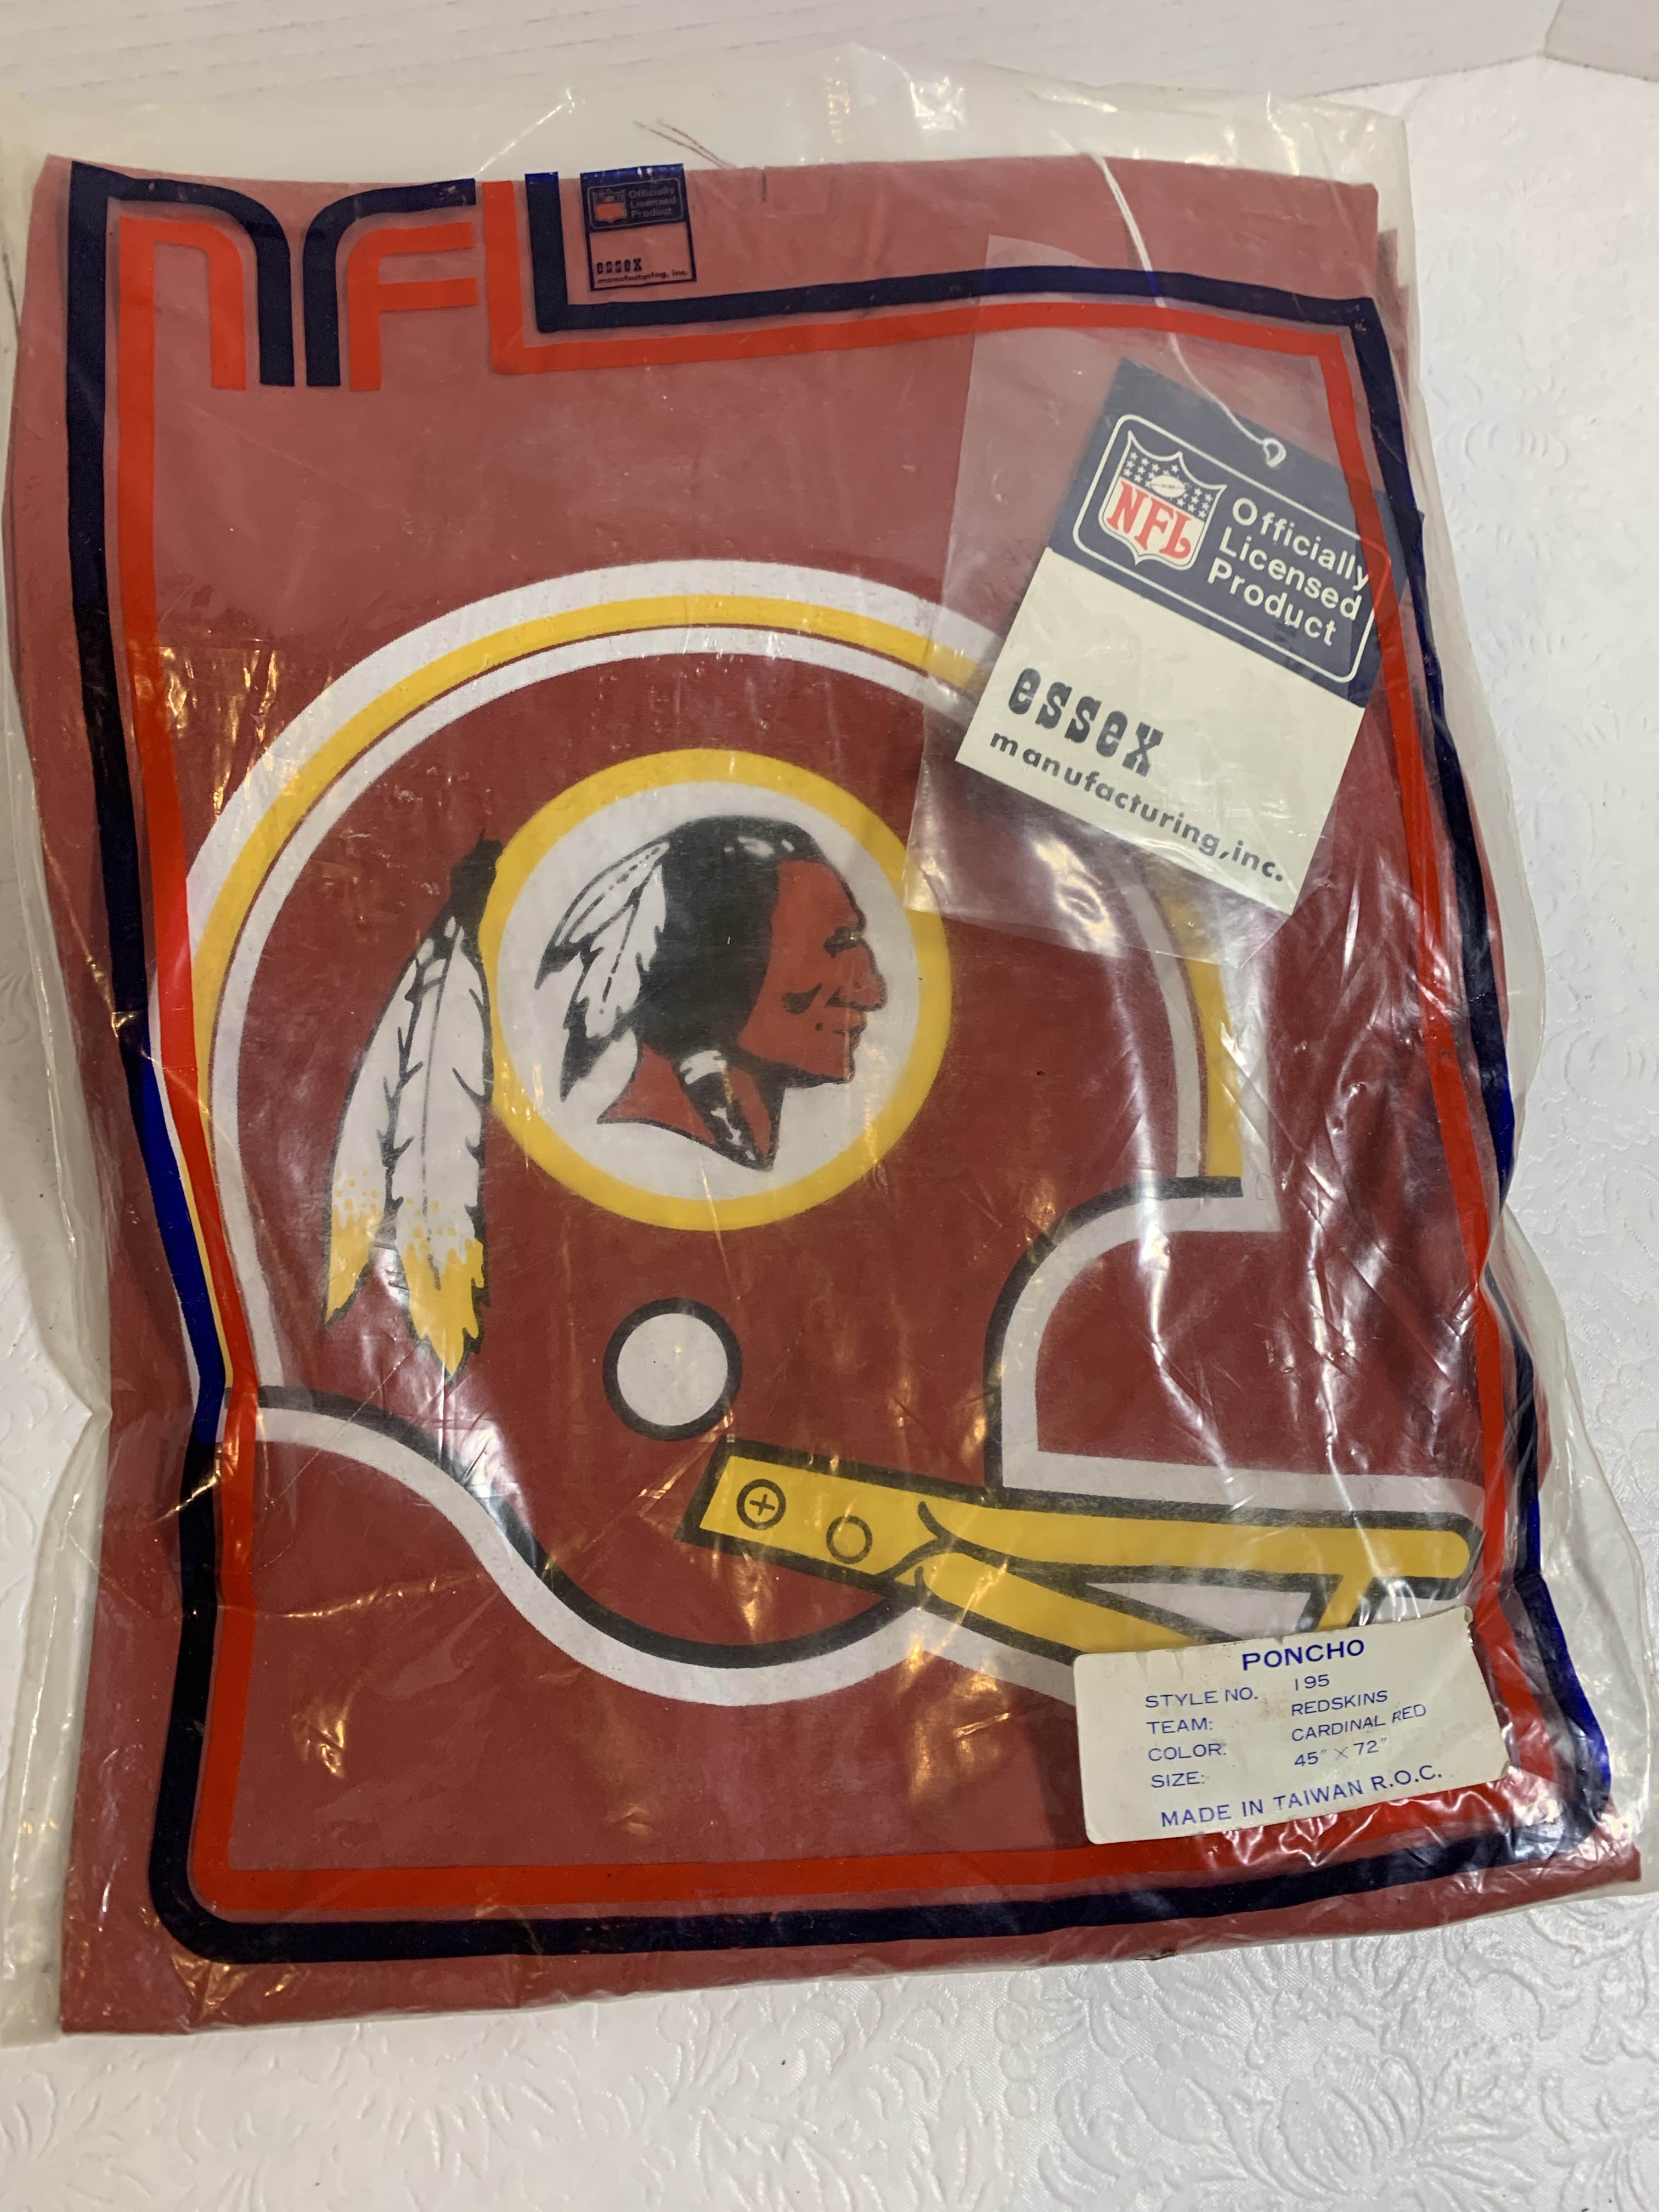 NFL
Officially
Licensed
Product
essex
manufacturing, inc.
NFL
Officially
Licensed
Product
essex
manufacturing, inc.
PONCHO
STYLE NO. 195
TEAM: REDSKINS
COLOR: CARDINAL RED
SIZE: 45" X 72"
MADE IN TAIWAN R.O.C.